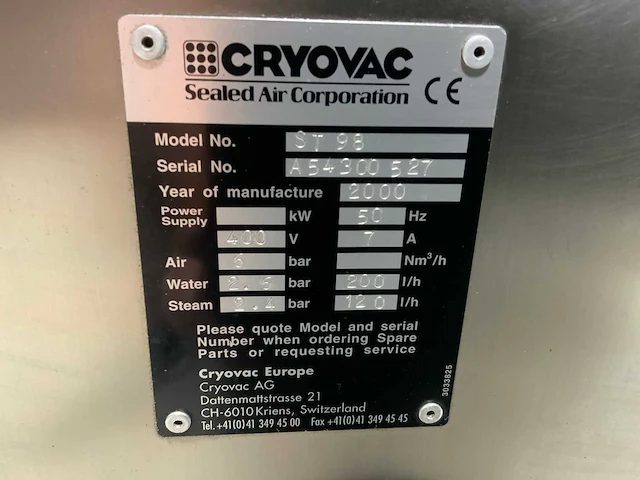 CRYOVAC
Sealed Air Corporation CE
Model No. ST 98
Serial No. A54300527
Year of manufacture 2000
Power Supply kW 50 Hz
400 V 7 A
Air bar Nm³/h
Water 2.6 bar 200 l/h
Steam 2.4 bar 120 l/h
Please quote Model and serial
Number when ordering Spare
Parts or requesting service
Cryovac Europe
Cryovac AG
Dattenmattstrasse 21
CH-6010 Kriens, Switzerland
Tel. +41(0)41 349 45 00 Fax +41(0)41 349 45 45
3033825